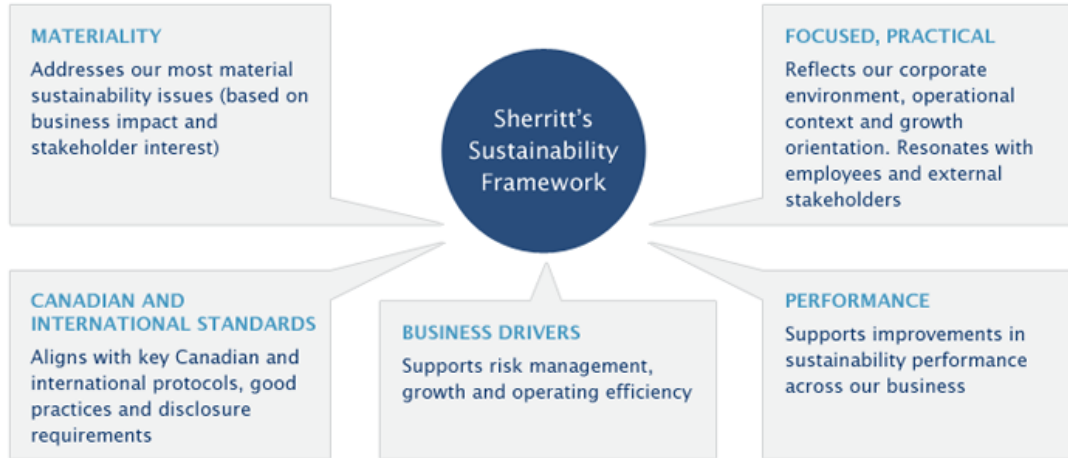 MATERIALITY
Addresses our most material
sustainability issues (based on
business impact and
stakeholder interest)
Sherritt's
Sustainability
Framework
FOCUSED, PRACTICAL
Reflects our corporate
environment, operational
context and growth
orientation. Resonates with
employees and external
stakeholders
CANADIAN AND
INTERNATIONAL STANDARDS
Aligns with key Canadian and
international protocols, good
practices and disclosure
requirements
BUSINESS DRIVERS
Supports risk management,
growth and operating efficiency
PERFORMANCE
Supports improvements in
sustainability performance
across our business